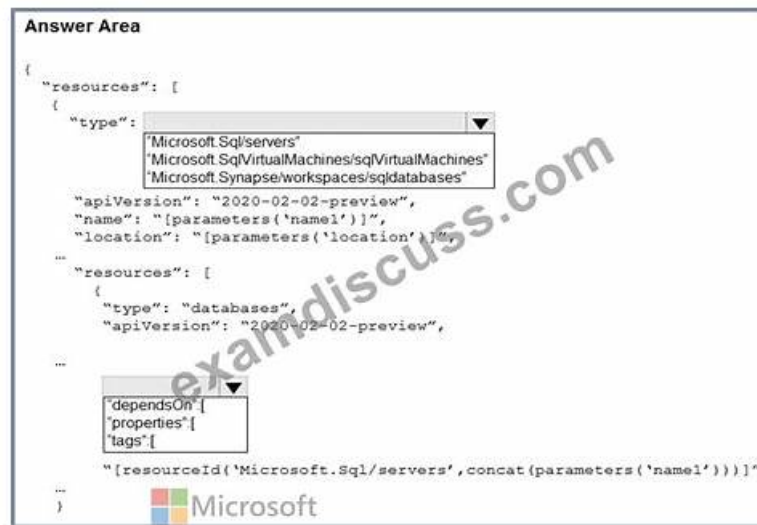 Answer Area
{
"resources": [
{
"type":
"Microsoft.Sql/servers"
"Microsoft.SqlVirtualMachines/sqlVirtualMachines"
"Microsoft.Synapse/workspaces/sqldatabases"
"apiVersion": "2020-02-02-preview",
"name": "[parameters('name1')]",
"location": "[parameters('location')]",
...
"resources": [
{
"type": "databases",
"apiVersion": "2020-02-02-preview",
...
"dependsOn":[
"properties":[
"tags":[
"[resourceId('Microsoft.Sql/servers',concat(parameters('name1')))]"
...
}
Microsoft
examdiscuss.com